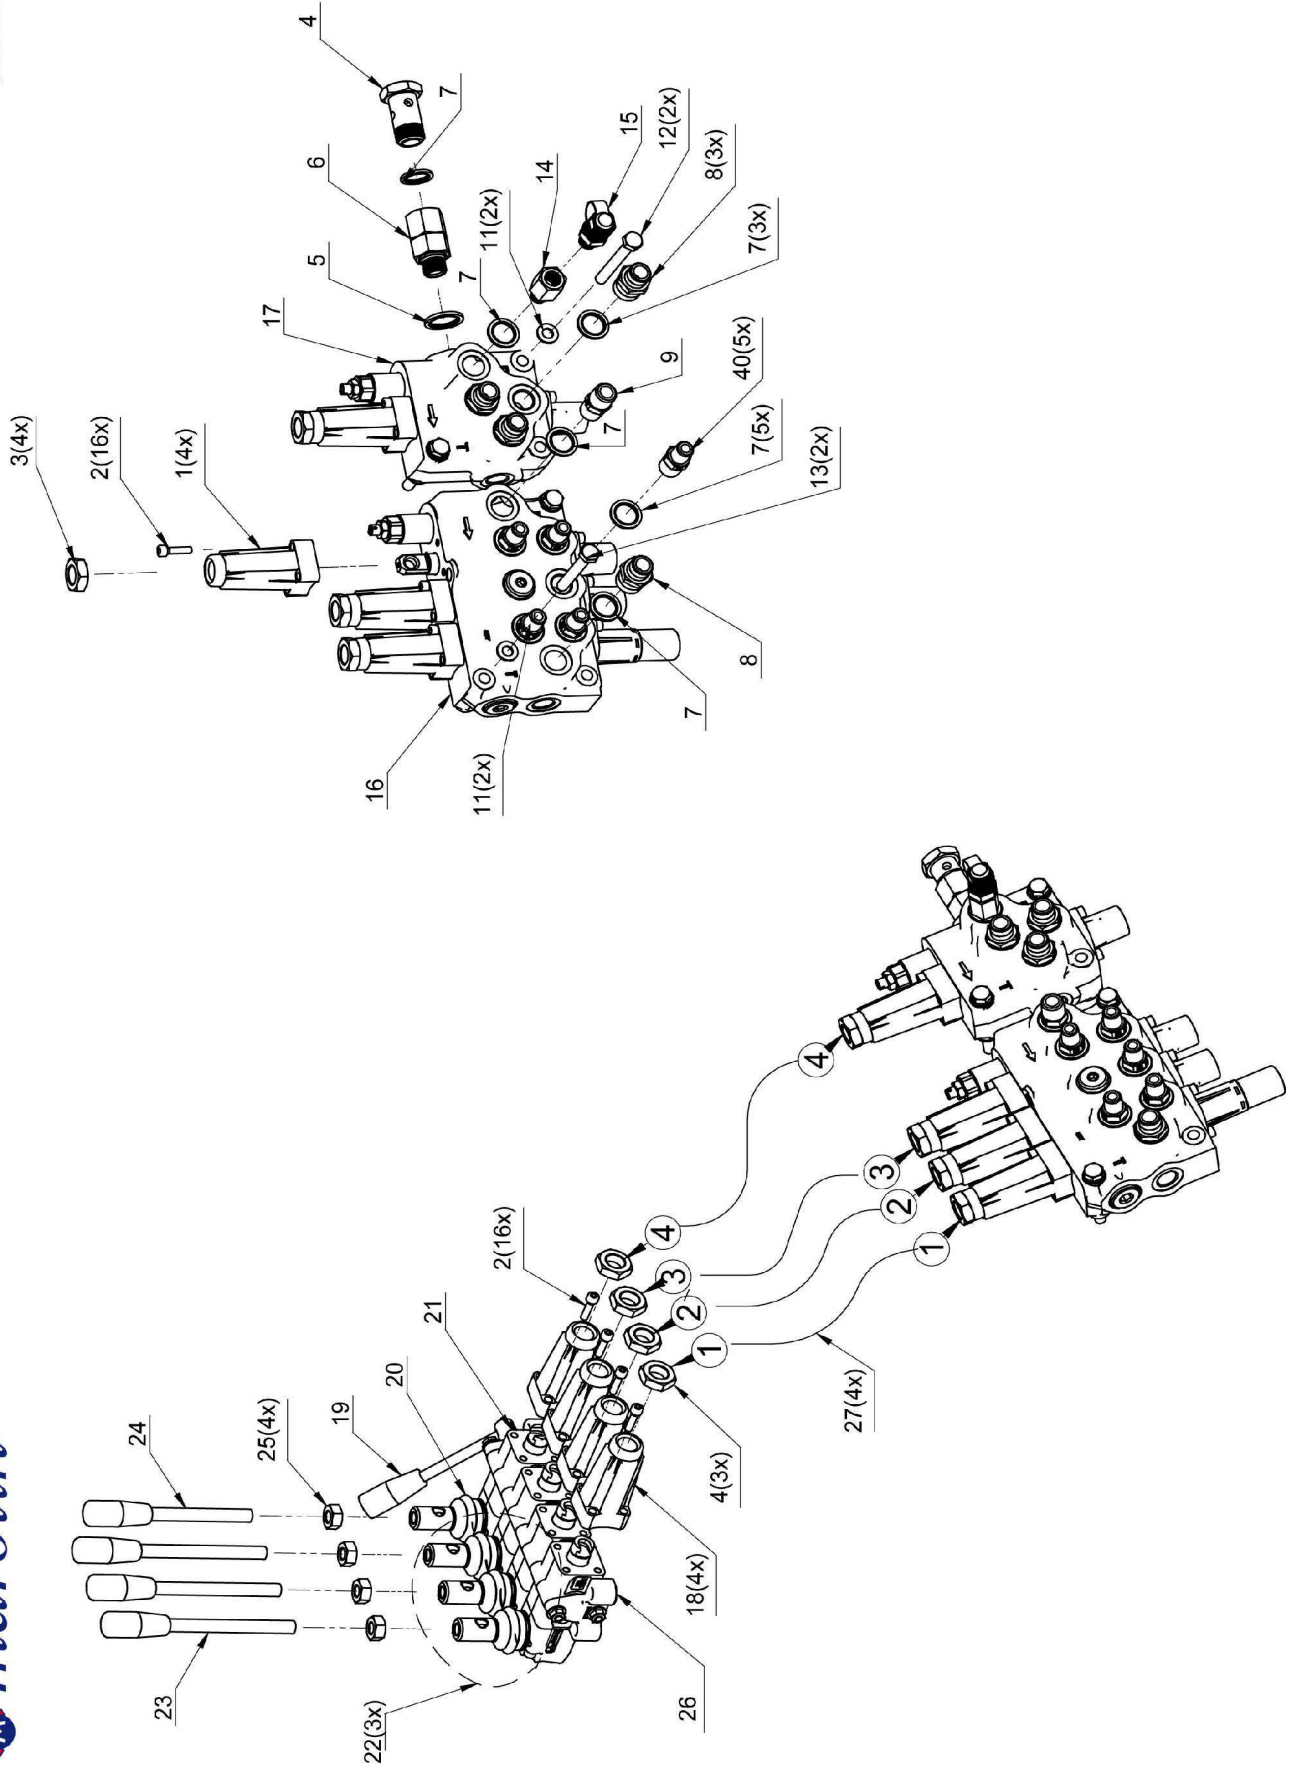 4
7
6
5
17
3(4x)
2(16x)
1(4x)
15
12(2x)
8(3x)
14
11(2x)
7
7(3x)
9
7
40(5x)
7(5x)
13(2x)
8
7
16
11(2x)
T
T
4
3
2
1
T
T
4
3
2
1
2(16x)
21
20
19
25(4x)
24
23
22(3x)
26
18(4x)
4(3x)
27(4x)